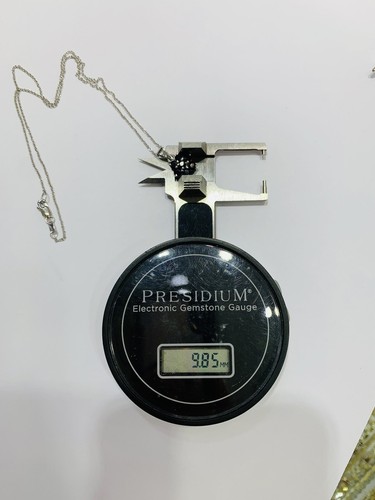 PRESIDIUM®
Electronic Gemstone Gauge
9.85 MM